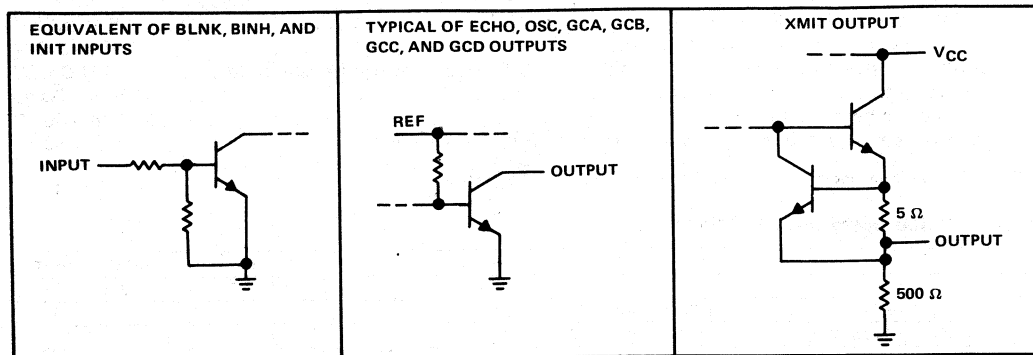 EQUIVALENT OF BLNK, BINH, AND
INIT INPUTS
INPUT
TYPICAL OF ECHO, OSC, GCA, GCB,
GCC, AND GCD OUTPUTS
REF
OUTPUT
XMIT OUTPUT
VCC
5 Ω
OUTPUT
500 Ω